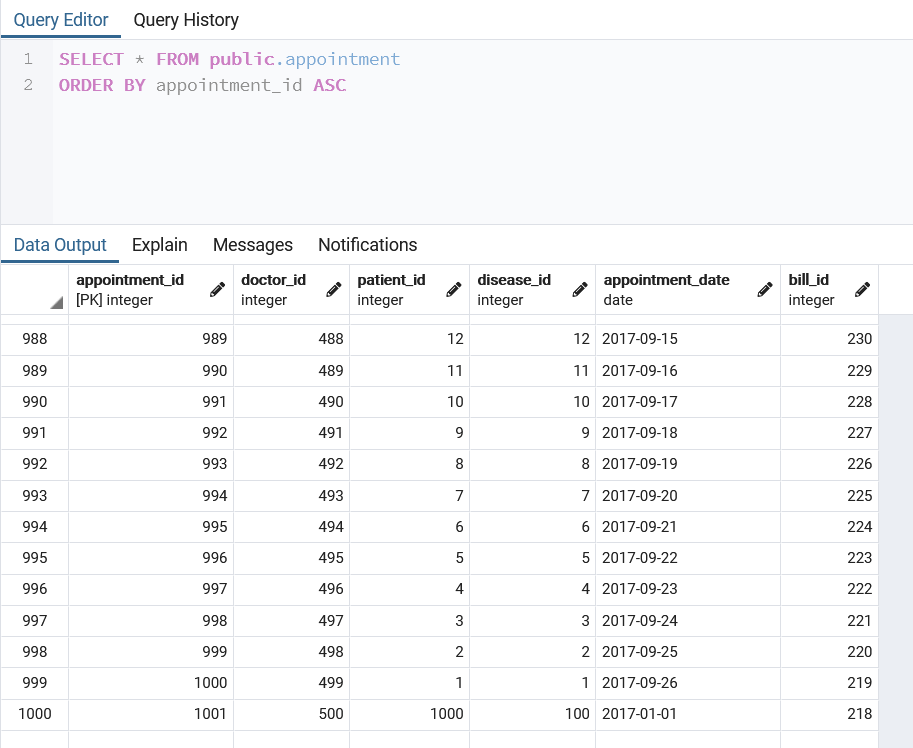 Query Editor Query History
1 SELECT * FROM public.appointment
2 ORDER BY appointment_id ASC
Data Output Explain Messages Notifications
appointment_id doctor_id patient_id disease_id appointment_date bill_id
[PK] integer integer integer integer date integer
988 989 488 12 12 2017-09-15 230
989 990 489 11 11 2017-09-16 229
990 991 490 10 10 2017-09-17 228
991 992 491 9 9 2017-09-18 227
992 993 492 8 8 2017-09-19 226
993 994 493 7 7 2017-09-20 225
994 995 494 6 6 2017-09-21 224
995 996 495 5 5 2017-09-22 223
996 997 496 4 4 2017-09-23 222
997 998 497 3 3 2017-09-24 221
998 999 498 2 2 2017-09-25 220
999 1000 499 1 1 2017-09-26 219
1000 1001 500 1000 100 2017-01-01 218